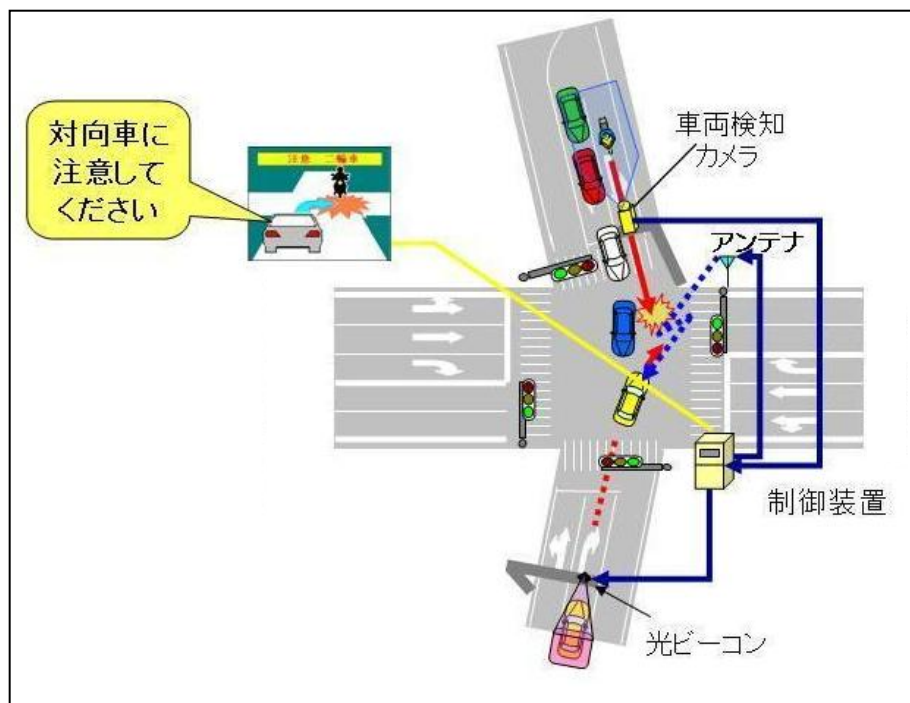 対向車に
注意して
ください
注意 二輪車
車両検知
カメラ
アンテナ
制御装置
光ビーコン